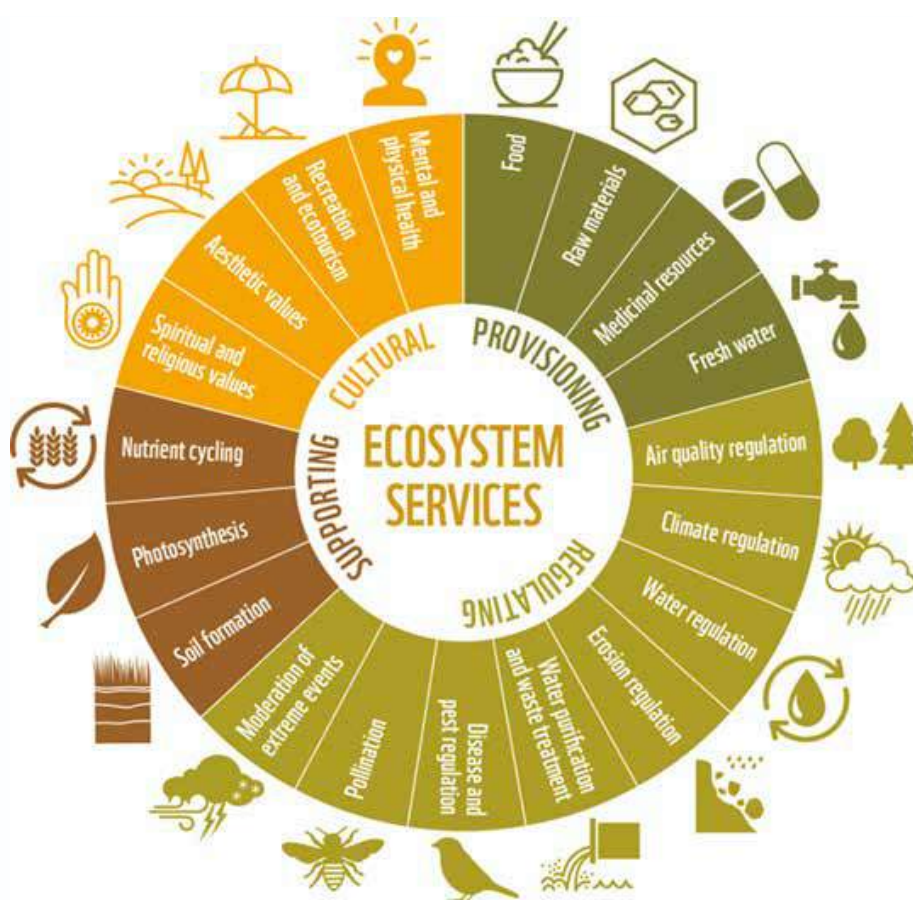 ECOSYSTEM
SERVICES
PROVISIONING
Food
Raw materials
Medicinal resources
Fresh water
REGULATING
Air quality regulation
Climate regulation
Water regulation
Erosion regulation
Water purification
and waste treatment
Disease and
pest regulation
Pollination
Moderation of
extreme events
SUPPORTING
Soil formation
Photosynthesis
Nutrient cycling
CULTURAL
Spiritual and
religious values
Aesthetic values
Recreation
and ecotourism
Mental and
physical health